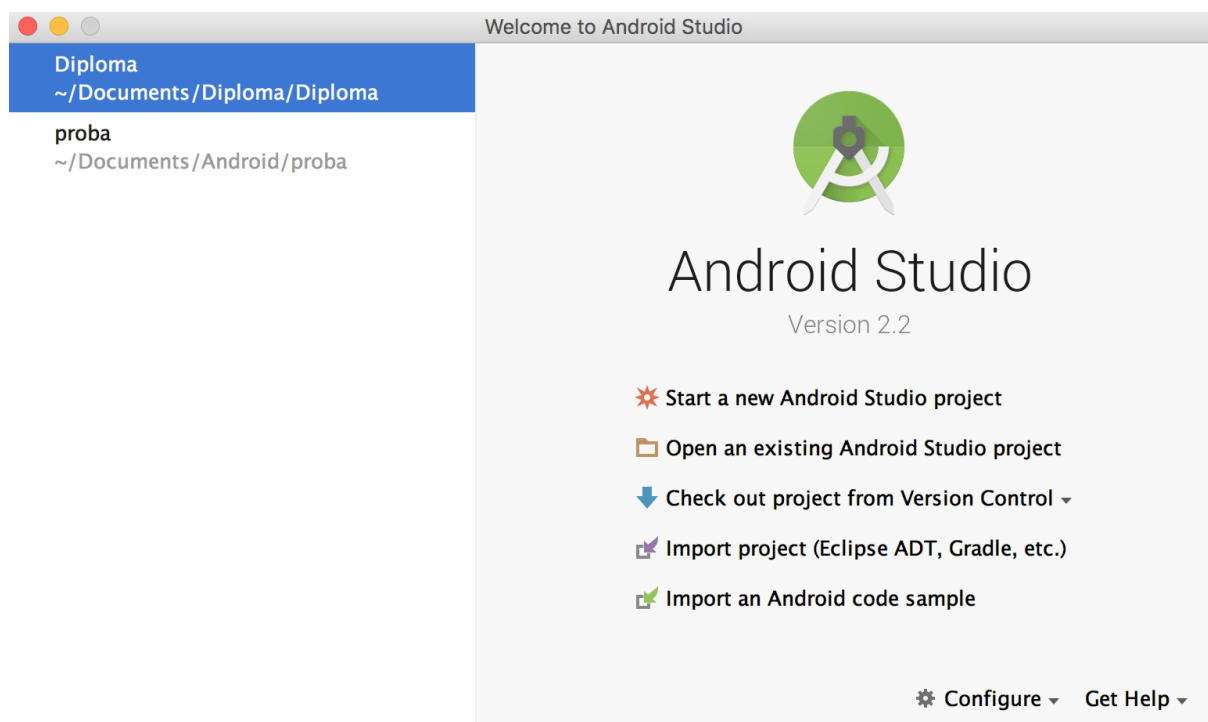 Welcome to Android Studio
Diploma
~/Documents/Diploma/Diploma
proba
~/Documents/Android/proba
Android Studio
Version 2.2
Start a new Android Studio project
Open an existing Android Studio project
Check out project from Version Control
Import project (Eclipse ADT, Gradle, etc.)
Import an Android code sample
Configure Get Help